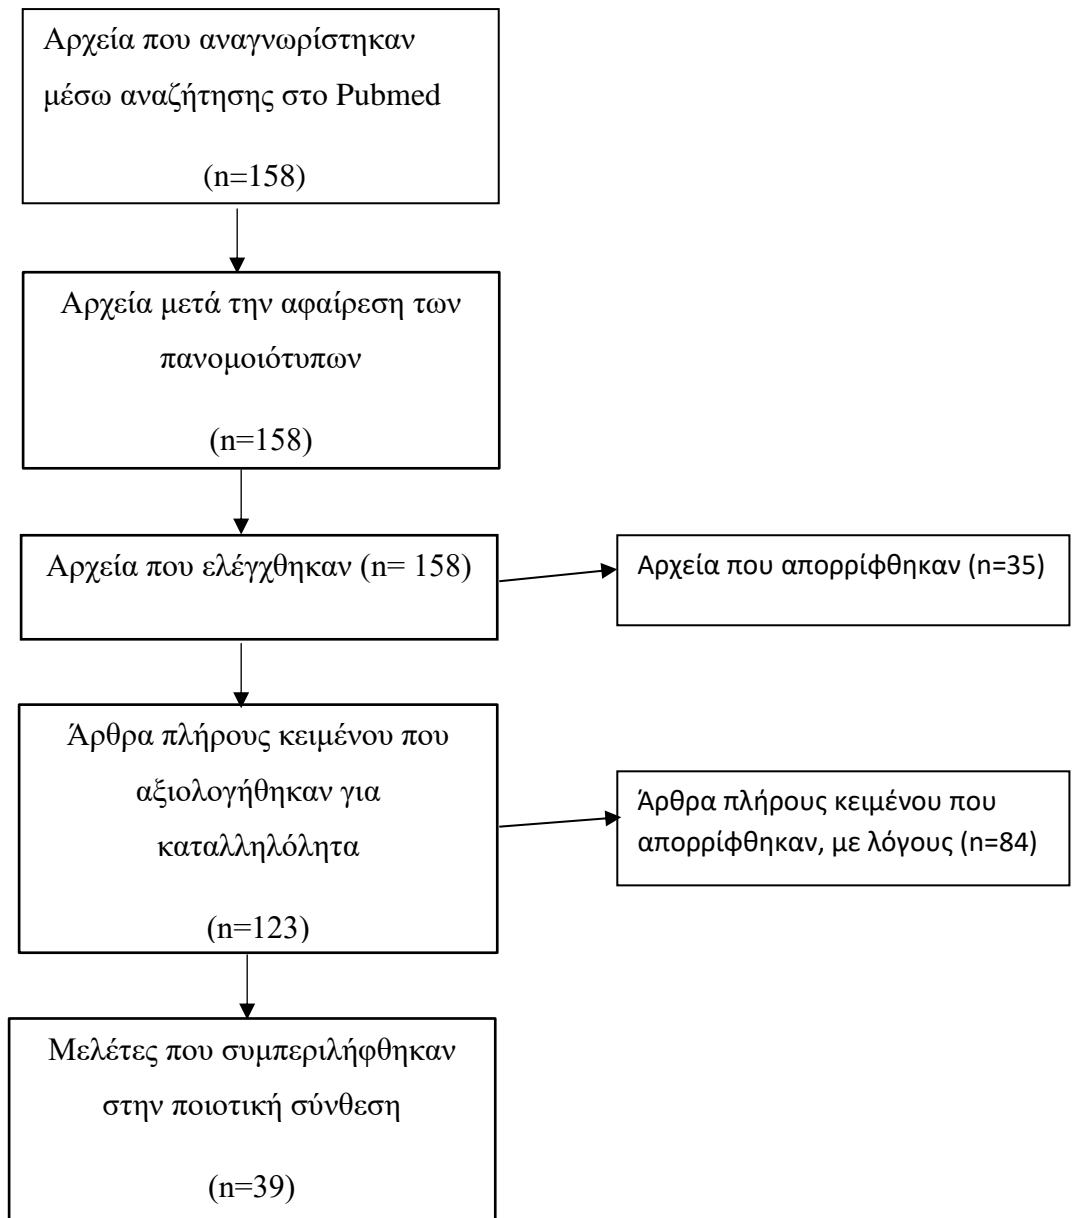 Αρχεία που αναγνωρίστηκαν
μέσω αναζήτησης στο Pubmed
(n=158)
Αρχεία μετά την αφαίρεση των
πανομοιότυπων
(n=158)
Αρχεία που ελέγχθηκαν (n= 158)
Αρχεία που απορρίφθηκαν (n=35)
Άρθρα πλήρους κειμένου που
αξιολογήθηκαν για
καταλληλόλητα
(n=123)
Άρθρα πλήρους κειμένου που
απορρίφθηκαν, με λόγους (n=84)
Μελέτες που συμπεριλήφθηκαν
στην ποιοτική σύνθεση
(n=39)